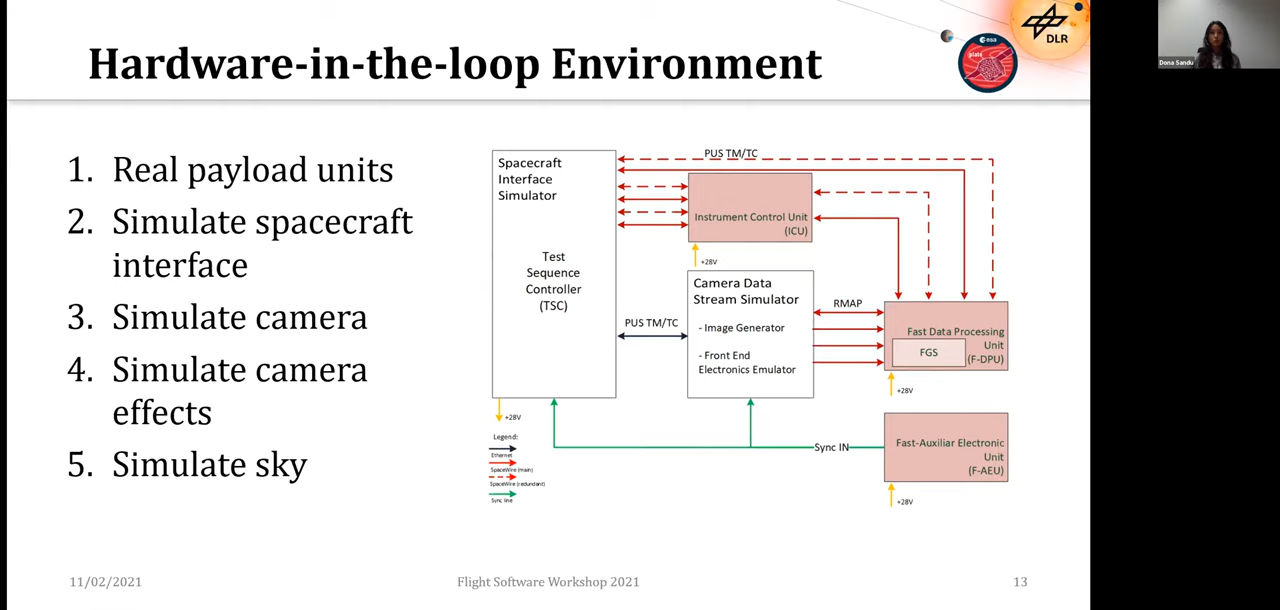 Hardware-in-the-loop Environment
esa
plato
DLR
Dona Sandu
1. Real payload units
2. Simulate spacecraft
interface
3. Simulate camera
4. Simulate camera
effects
5. Simulate sky
PUS TM/TC
Spacecraft
Interface
Simulator
Test
Sequence
Controller
(TSC)
Instrument Control Unit
(ICU)
+28V
Camera Data
Stream Simulator
- Image Generator
- Front End
Electronics Emulator
PUS TM/TC
RMAP
Fast Data Processing
Unit
(F-DPU)
FGS
+28V
+28V
Sync IN
Fast-Auxiliar Electronic
Unit
(F-AEU)
+28V
Legend:
Ethernet
SpaceWire (main)
SpaceWire (redundant)
Sync line
11/02/2021
Flight Software Workshop 2021
13